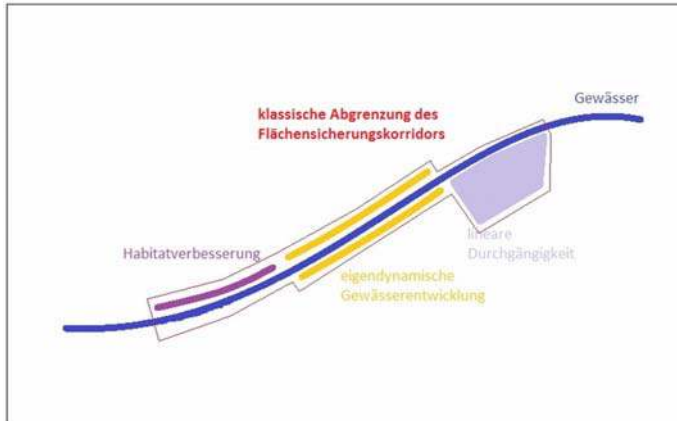 Gewässer
klassische Abgrenzung des
Flächensicherungskorridors
lineare
Durchgängigkeit
Habitatverbesserung
eigendynamische
Gewässerentwicklung